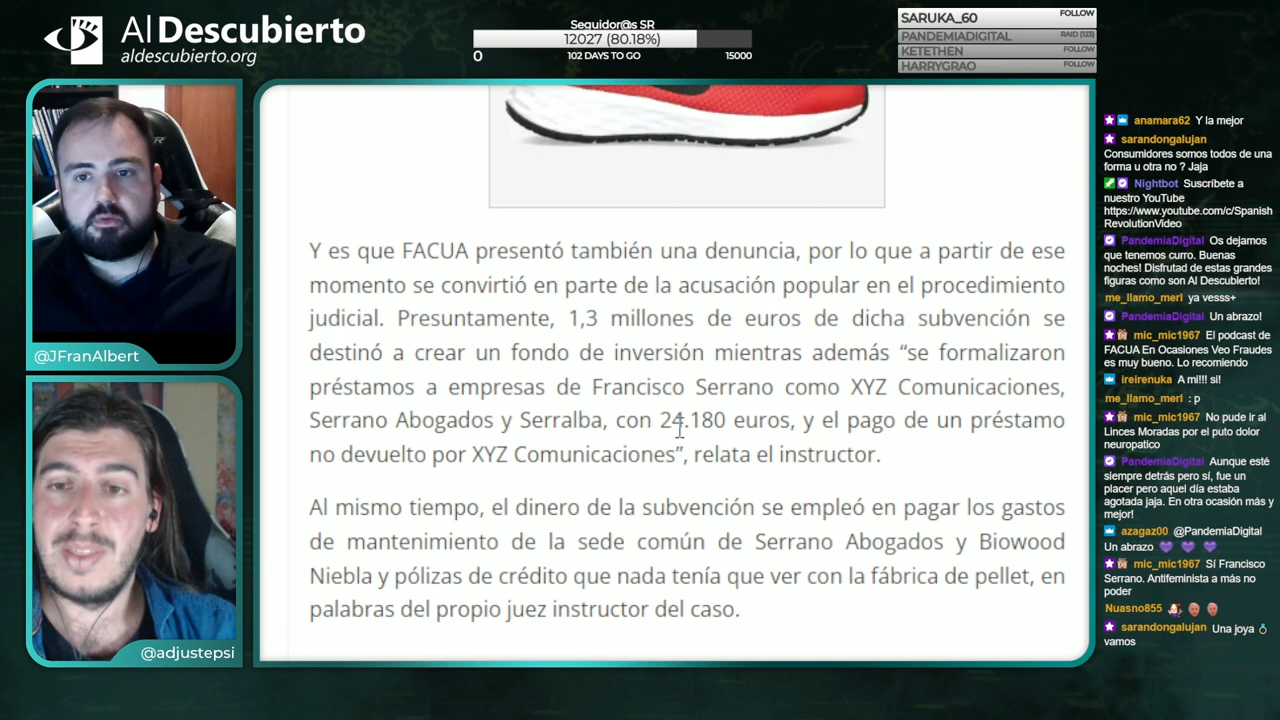 Al Descubierto
aldescubierto.org
Seguidor@s SR
12027 (80.18%)
0
102 DAYS TO GO
15000
SARUKA_60 FOLLOW
PANDEMIADIGITAL RAID (123)
KETETHEN FOLLOW
HARRYGRAO FOLLOW
@JFranAlbert
@adjustepsi
Y es que FACUA presentó también una denuncia, por lo que a partir de ese
momento se convirtió en parte de la acusación popular en el procedimiento
judicial. Presuntamente, 1,3 millones de euros de dicha subvención se
destinó a crear un fondo de inversión mientras además “se formalizaron
préstamos a empresas de Francisco Serrano como XYZ Comunicaciones,
Serrano Abogados y Serralba, con 24.180 euros, y el pago de un préstamo
no devuelto por XYZ Comunicaciones”, relata el instructor.
Al mismo tiempo, el dinero de la subvención se empleó en pagar los gastos
de mantenimiento de la sede común de Serrano Abogados y Biowood
Niebla y pólizas de crédito que nada tenía que ver con la fábrica de pellet, en
palabras del propio juez instructor del caso.
anamara62 Y la mejor
sarandongalujan
Consumidores somos todos de una
forma u otra no ? Jaja
Nightbot Suscríbete a
nuestro YouTube
https://www.youtube.com/c/Spanish
RevolutionVideo
PandemiaDigital Os dejamos
que tenemos curro. Buenas
noches! Disfrutad de estas grandes
figuras como son Al Descubierto!
me_llamo_merl ya vesss+
PandemiaDigital Un abrazo!
mic_mic1967 El podcast de
FACUA En Ocasiones Veo Fraudes
es muy bueno. Lo recomiendo
ireirenuka A mi!!! si!
me_llamo_merl : p
mic_mic1967 No pude ir al
Linces Moradas por el puto dolor
neuropatico
PandemiaDigital Aunque esté
siempre detrás pero sí, fue un
placer pero aquel día estaba
agotada jaja. En otra ocasión más y
mejor!
azagaz00 @PandemiaDigital
Un abrazo 💜 💜 💜
mic_mic1967 Sí Francisco
Serrano. Antifeminista a más no
poder
Nuasno855
sarandongalujan Una joya 💍
vamos